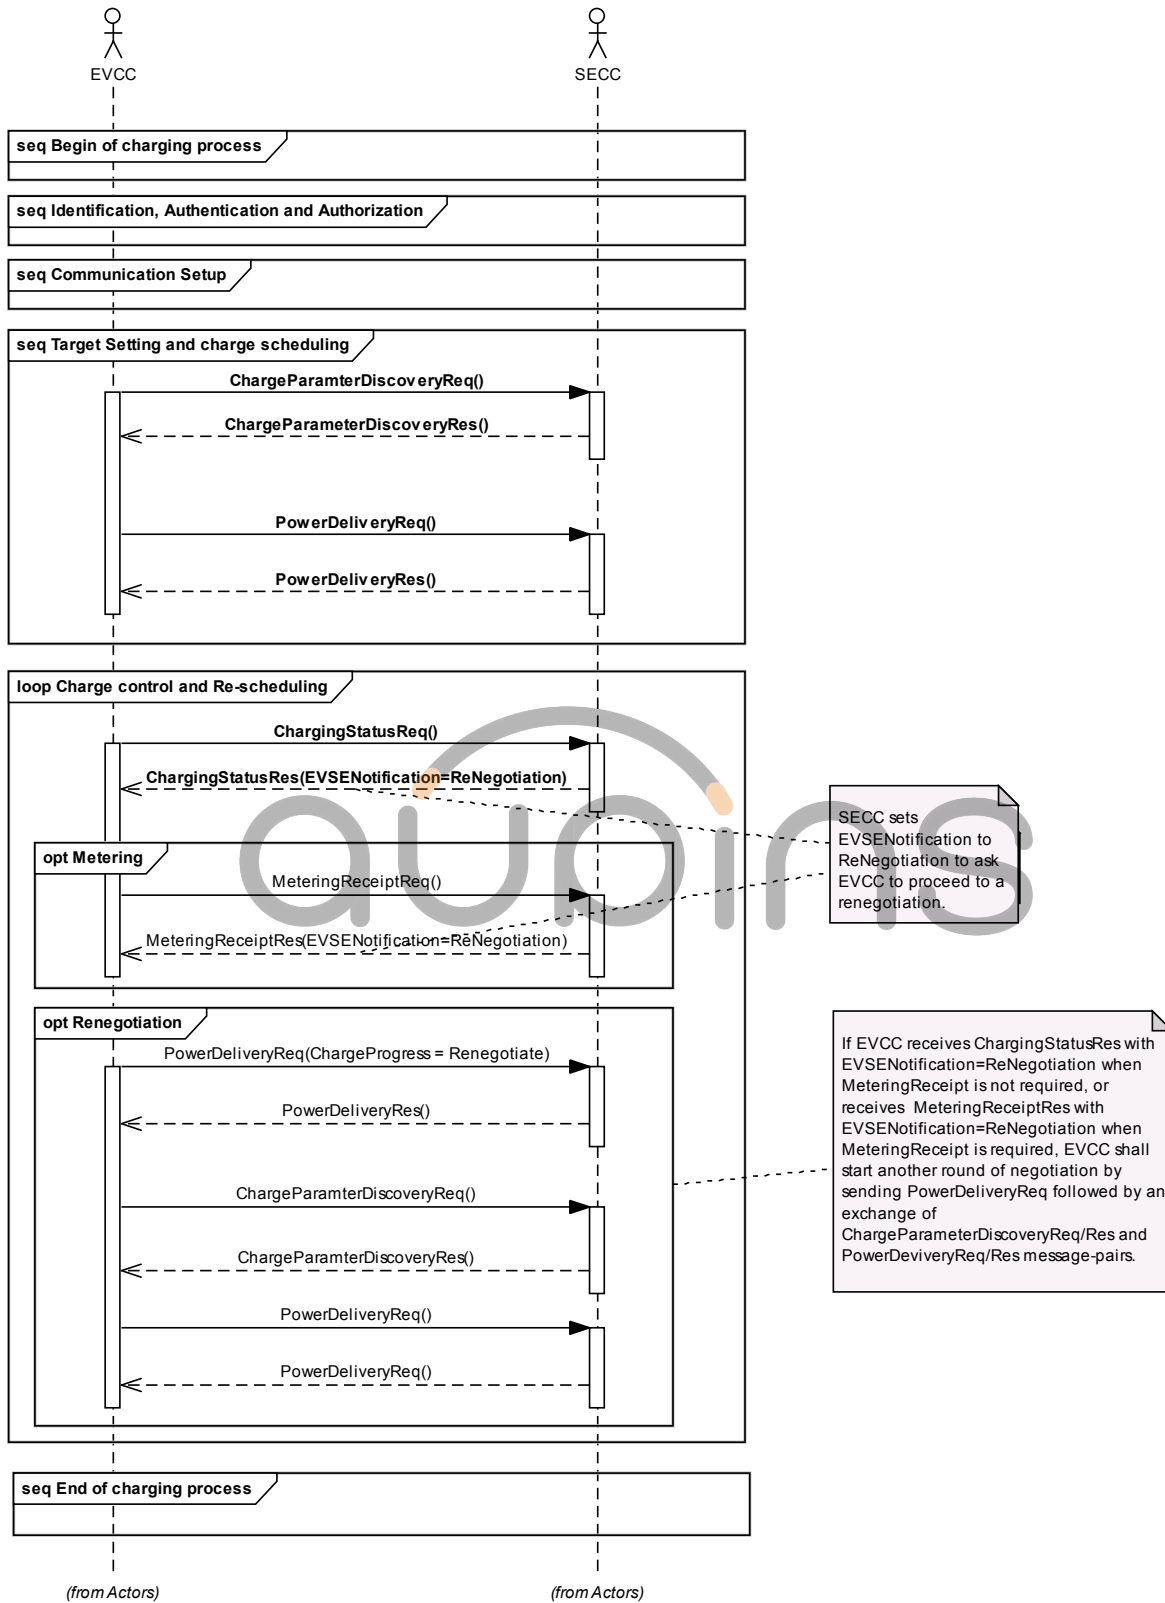 EVCC
SECC
seq Begin of charging process
seq Identification, Authentication and Authorization
seq Communication Setup
seq Target Setting and charge scheduling
ChargeParamterDiscoveryReq()
ChargeParameterDiscoveryRes()
PowerDeliveryReq()
PowerDeliveryRes()
loop Charge control and Re-scheduling
ChargingStatusReq()
ChargingStatusRes(EVSENotification=ReNegotiation)
SECC sets
EVSENotification to
ReNegotiation to ask
EVCC to proceed to a
renegotiation.
opt Metering
MeteringReceiptReq()
MeteringReceiptRes(EVSENotification=ReNegotiation)
aupins
opt Renegotiation
PowerDeliveryReq(ChargeProgress = Renegotiate)
PowerDeliveryRes()
ChargeParamterDiscoveryReq()
ChargeParamterDiscoveryRes()
PowerDeliveryReq()
PowerDeliveryReq()
If EVCC receives ChargingStatusRes with
EVSENotification=ReNegotiation when
MeteringReceipt is not required, or
receives MeteringReceiptRes with
EVSENotification=ReNegotiation when
MeteringReceipt is required, EVCC shall
start another round of negotiation by
sending PowerDeliveryReq followed by an
exchange of
ChargeParameterDiscoveryReq/Res and
PowerDeviveryReq/Res message-pairs.
seq End of charging process
(from Actors)
(from Actors)